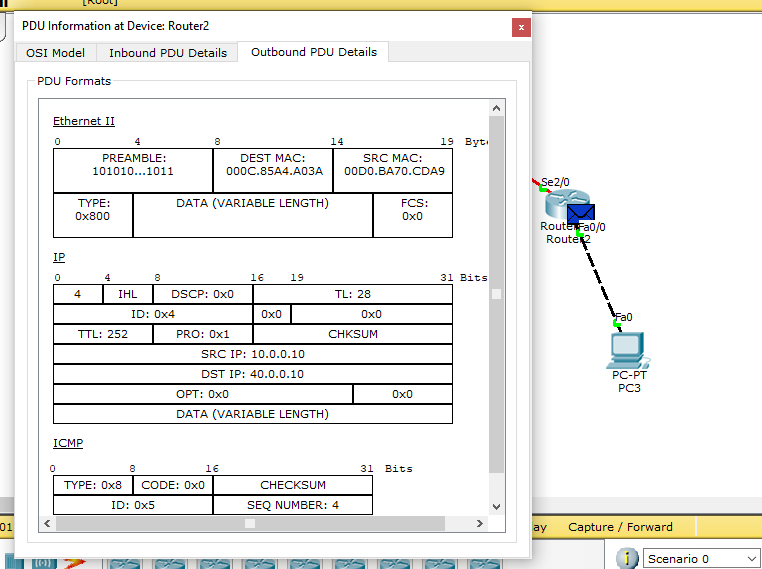 [Root]
PDU Information at Device: Router2
x
OSI Model Inbound PDU Details Outbound PDU Details
PDU Formats
Ethernet II
0 4 8 14 19 Byte
PREAMBLE: DEST MAC: SRC MAC:
101010...1011 000C.85A4.A03A 00D0.BA70.CDA9
TYPE: DATA (VARIABLE LENGTH) FCS:
0x800 0x0
IP
0 4 8 16 19 31 Bits
4 IHL DSCP: 0x0 TL: 28
ID: 0x4 0x0 0x0
TTL: 252 PRO: 0x1 CHKSUM
SRC IP: 10.0.0.10
DST IP: 40.0.0.10
OPT: 0x0 0x0
DATA (VARIABLE LENGTH)
ICMP
0 8 16 31 Bits
TYPE: 0x8 CODE: 0x0 CHECKSUM
ID: 0x5 SEQ NUMBER: 4
Se2/0
Fa0/0
Router2
Fa0
PC-PT
PC3
01
ay Capture / Forward
i Scenario 0